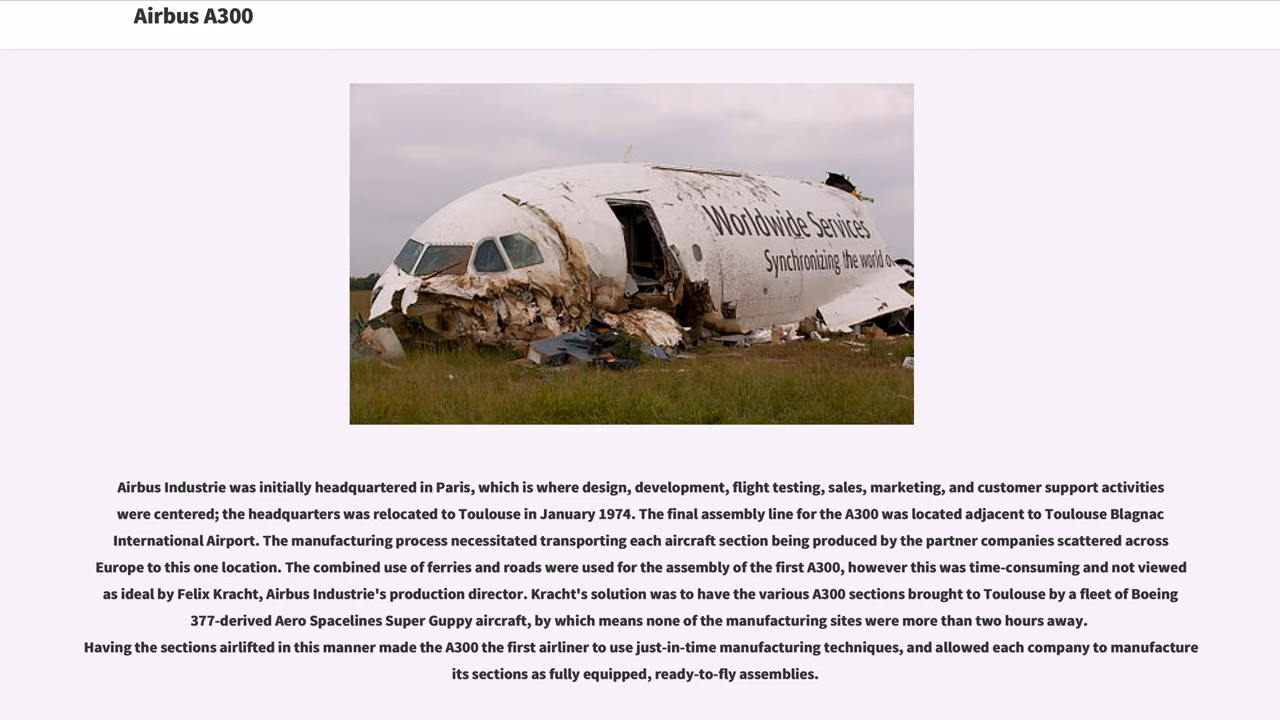 Airbus A300
Worldwide Services
Synchronizing the world o
Airbus Industrie was initially headquartered in Paris, which is where design, development, flight testing, sales, marketing, and customer support activities
were centered; the headquarters was relocated to Toulouse in January 1974. The final assembly line for the A300 was located adjacent to Toulouse Blagnac
International Airport. The manufacturing process necessitated transporting each aircraft section being produced by the partner companies scattered across
Europe to this one location. The combined use of ferries and roads were used for the assembly of the first A300, however this was time-consuming and not viewed
as ideal by Felix Kracht, Airbus Industrie's production director. Kracht's solution was to have the various A300 sections brought to Toulouse by a fleet of Boeing
377-derived Aero Spacelines Super Guppy aircraft, by which means none of the manufacturing sites were more than two hours away.
Having the sections airlifted in this manner made the A300 the first airliner to use just-in-time manufacturing techniques, and allowed each company to manufacture
its sections as fully equipped, ready-to-fly assemblies.